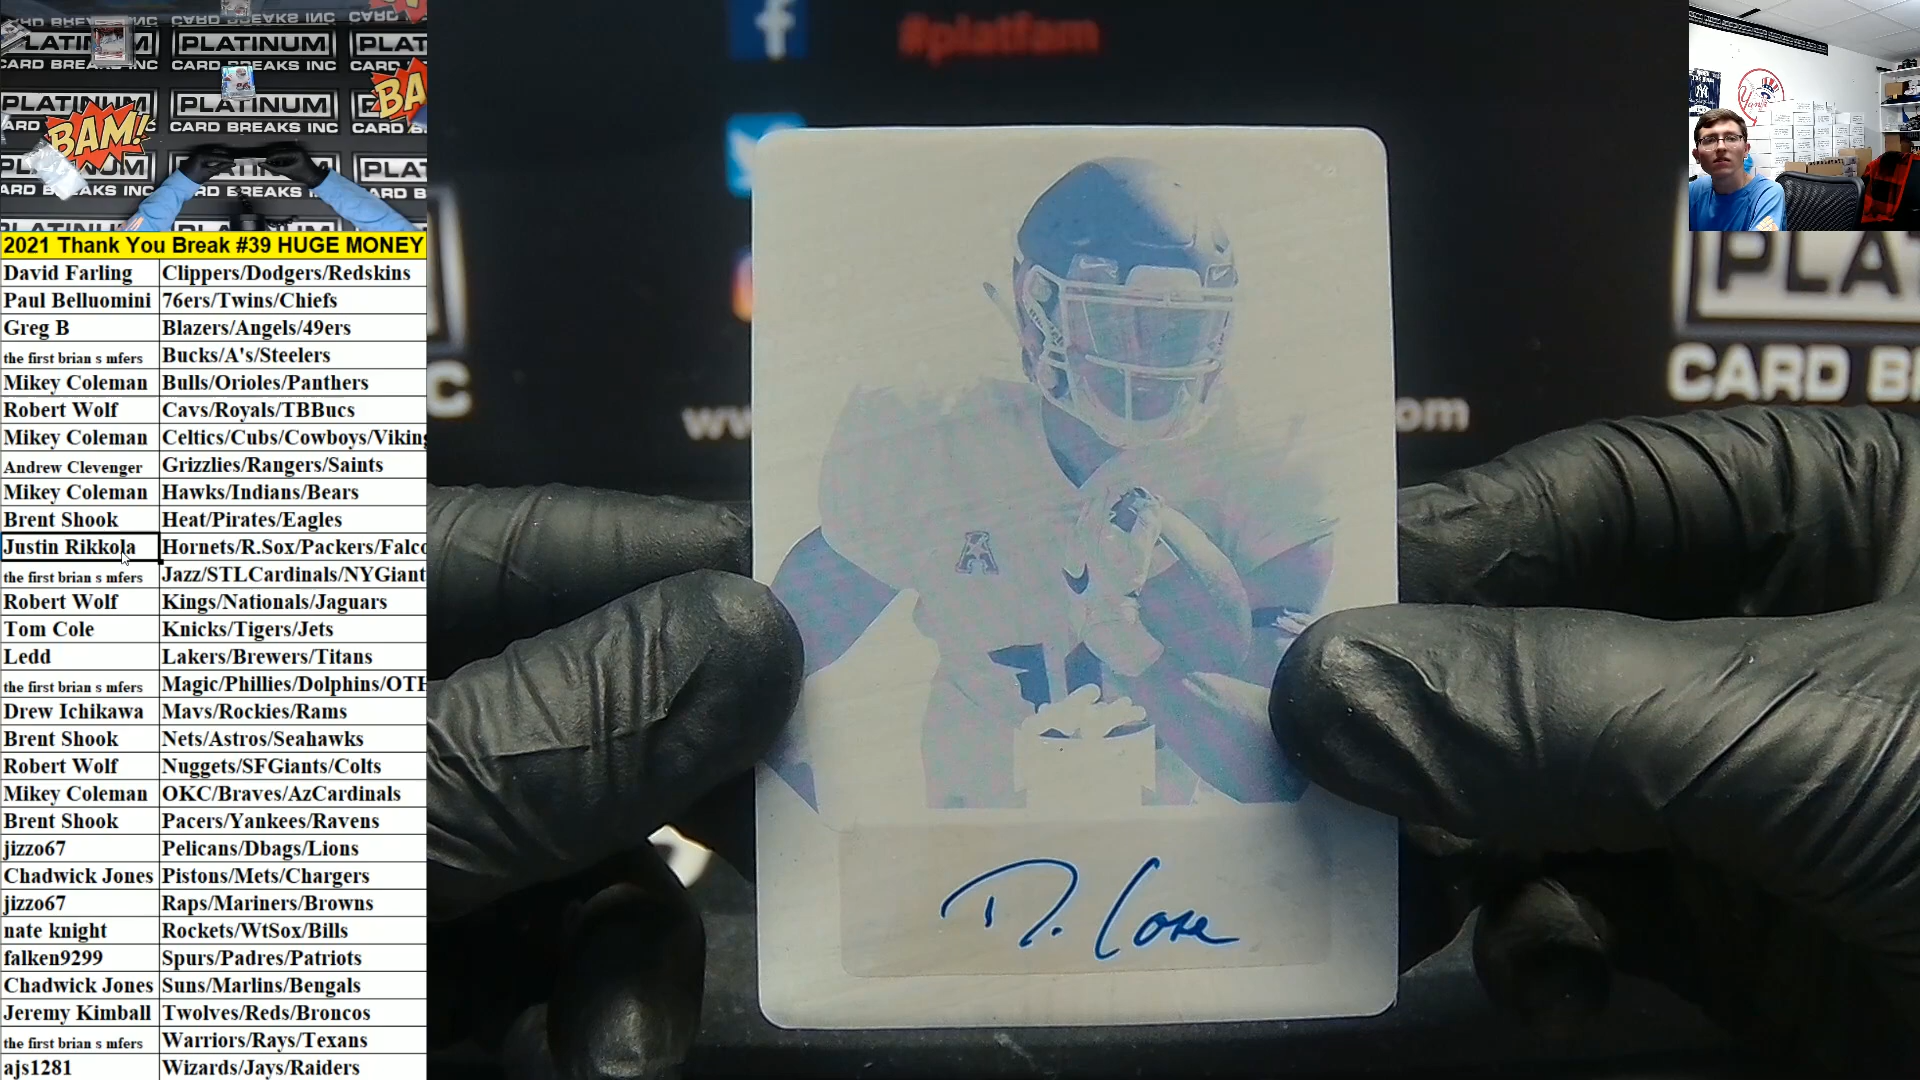 PLATINUM
CARD BREAKS INC
BAM!
#platfam
2021 Thank You Break #39 HUGE MONEY
David Farling Clippers/Dodgers/Redskins
Paul Belluomini 76ers/Twins/Chiefs
Greg B Blazers/Angels/49ers
the first brian s mfers Bucks/A's/Steelers
Mikey Coleman Bulls/Orioles/Panthers
Robert Wolf Cavs/Royals/TBBucs
Mikey Coleman Celtics/Cubs/Cowboys/Viking
Andrew Clevenger Grizzlies/Rangers/Saints
Mikey Coleman Hawks/Indians/Bears
Brent Shook Heat/Pirates/Eagles
Justin Rikkola Hornets/R.Sox/Packers/Falco
the first brian s mfers Jazz/STLCardinals/NYGiant
Robert Wolf Kings/Nationals/Jaguars
Tom Cole Knicks/Tigers/Jets
Ledd Lakers/Brewers/Titans
the first brian s mfers Magic/Phillies/Dolphins/OTH
Drew Ichikawa Mavs/Rockies/Rams
Brent Shook Nets/Astros/Seahawks
Robert Wolf Nuggets/SFGiants/Colts
Mikey Coleman OKC/Braves/AzCardinals
Brent Shook Pacers/Yankees/Ravens
jizzo67 Pelicans/Dbags/Lions
Chadwick Jones Pistons/Mets/Chargers
jizzo67 Raps/Mariners/Browns
nate knight Rockets/WtSox/Bills
falken9299 Spurs/Padres/Patriots
Chadwick Jones Suns/Marlins/Bengals
Jeremy Kimball Twolves/Reds/Broncos
the first brian s mfers Warriors/Rays/Texans
ajs1281 Wizards/Jays/Raiders